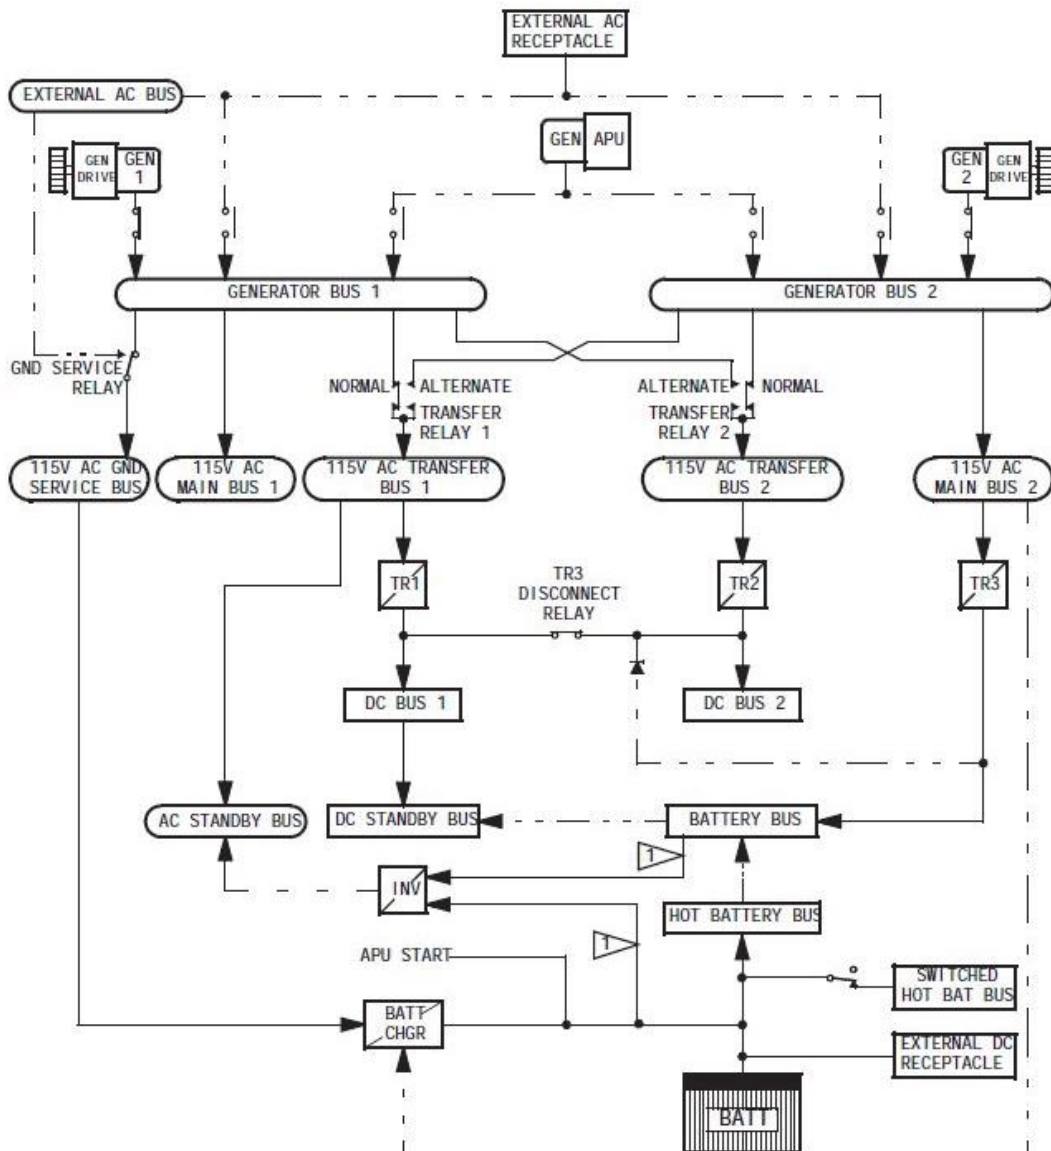 EXTERNAL AC
RECEPTACLE
EXTERNAL AC BUS
GEN APU
GEN
DRIVE
GEN
1
GEN
2
GEN
DRIVE
GENERATOR BUS 1
GENERATOR BUS 2
GND SERVICE
RELAY
NORMAL
ALTERNATE
TRANSFER
RELAY 1
ALTERNATE
NORMAL
TRANSFER
RELAY 2
115V AC GND
SERVICE BUS
115V AC
MAIN BUS 1
115V AC TRANSFER
BUS 1
115V AC TRANSFER
BUS 2
115V AC
MAIN BUS 2
TR1
TR3
DISCONNECT
RELAY
TR2
TR3
DC BUS 1
DC BUS 2
AC STANDBY BUS
DC STANDBY BUS
BATTERY BUS
1
INV
HOT BATTERY BUS
1
APU START
SWITCHED
HOT BAT BUS
BATT
CHGR
EXTERNAL DC
RECEPTACLE
BATT